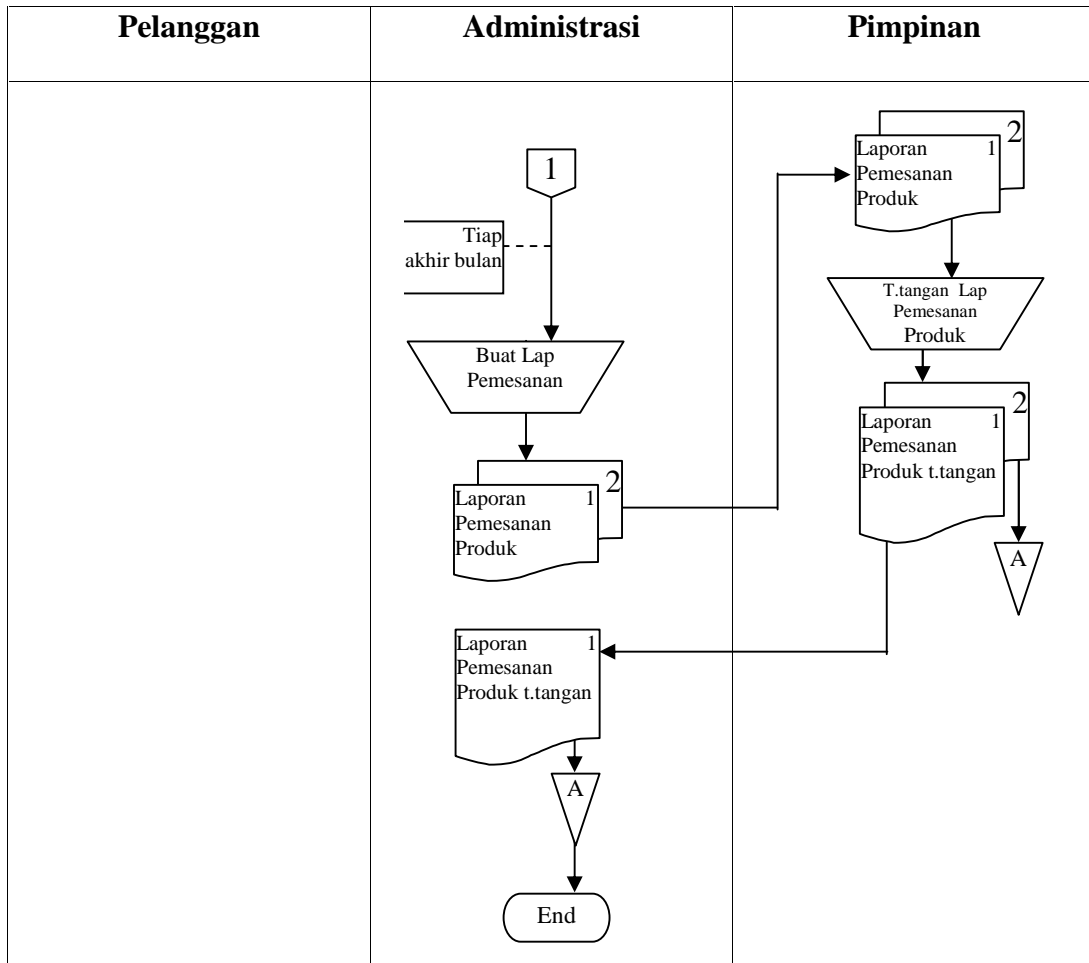 Pelanggan
Administrasi
Pimpinan
1
Tiap
akhir bulan
Buat Lap
Pemesanan
2
Laporan 1
Pemesanan
Produk
2
Laporan 1
Pemesanan
Produk
T.tangan Lap
Pemesanan
Produk
2
Laporan 1
Pemesanan
Produk t.tangan
A
Laporan 1
Pemesanan
Produk t.tangan
A
End